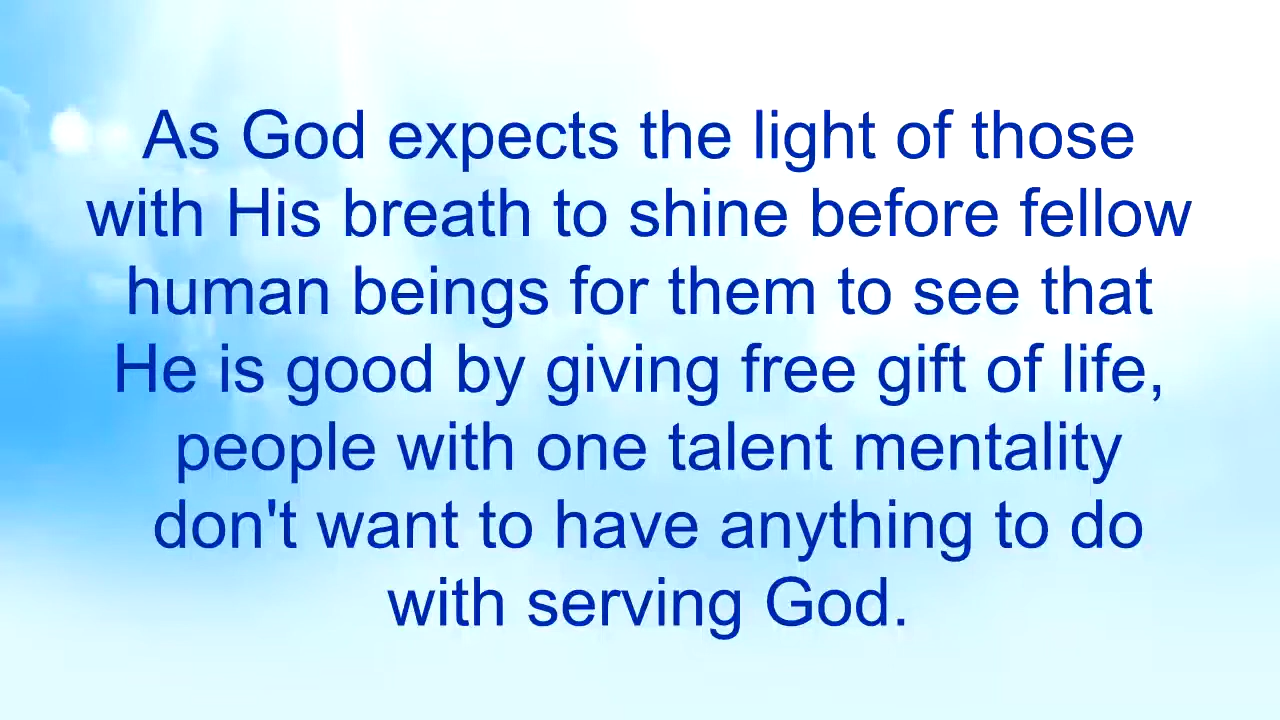 As God expects the light of those
with His breath to shine before fellow
human beings for them to see that
He is good by giving free gift of life,
people with one talent mentality
don't want to have anything to do
with serving God.